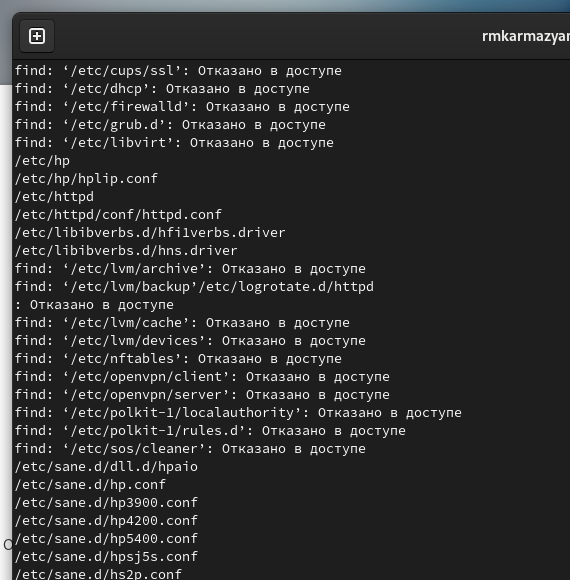 rmkarmazya
find: ‘/etc/cups/ssl’: Отказано в доступе
find: ‘/etc/dhcp’: Отказано в доступе
find: ‘/etc/firewalld’: Отказано в доступе
find: ‘/etc/grub.d’: Отказано в доступе
find: ‘/etc/libvirt’: Отказано в доступе
/etc/hp
/etc/hp/hplip.conf
/etc/httpd
/etc/httpd/conf/httpd.conf
/etc/libibverbs.d/hfi1verbs.driver
/etc/libibverbs.d/hns.driver
find: ‘/etc/lvm/archive’: Отказано в доступе
find: ‘/etc/lvm/backup’/etc/logrotate.d/httpd
: Отказано в доступе
find: ‘/etc/lvm/cache’: Отказано в доступе
find: ‘/etc/lvm/devices’: Отказано в доступе
find: ‘/etc/nftables’: Отказано в доступе
find: ‘/etc/openvpn/client’: Отказано в доступе
find: ‘/etc/openvpn/server’: Отказано в доступе
find: ‘/etc/polkit-1/localauthority’: Отказано в доступе
find: ‘/etc/polkit-1/rules.d’: Отказано в доступе
find: ‘/etc/sos/cleaner’: Отказано в доступе
/etc/sane.d/dll.d/hpaio
/etc/sane.d/hp.conf
/etc/sane.d/hp3900.conf
/etc/sane.d/hp4200.conf
/etc/sane.d/hp5400.conf
/etc/sane.d/hpsj5s.conf
/etc/sane.d/hs2p.conf